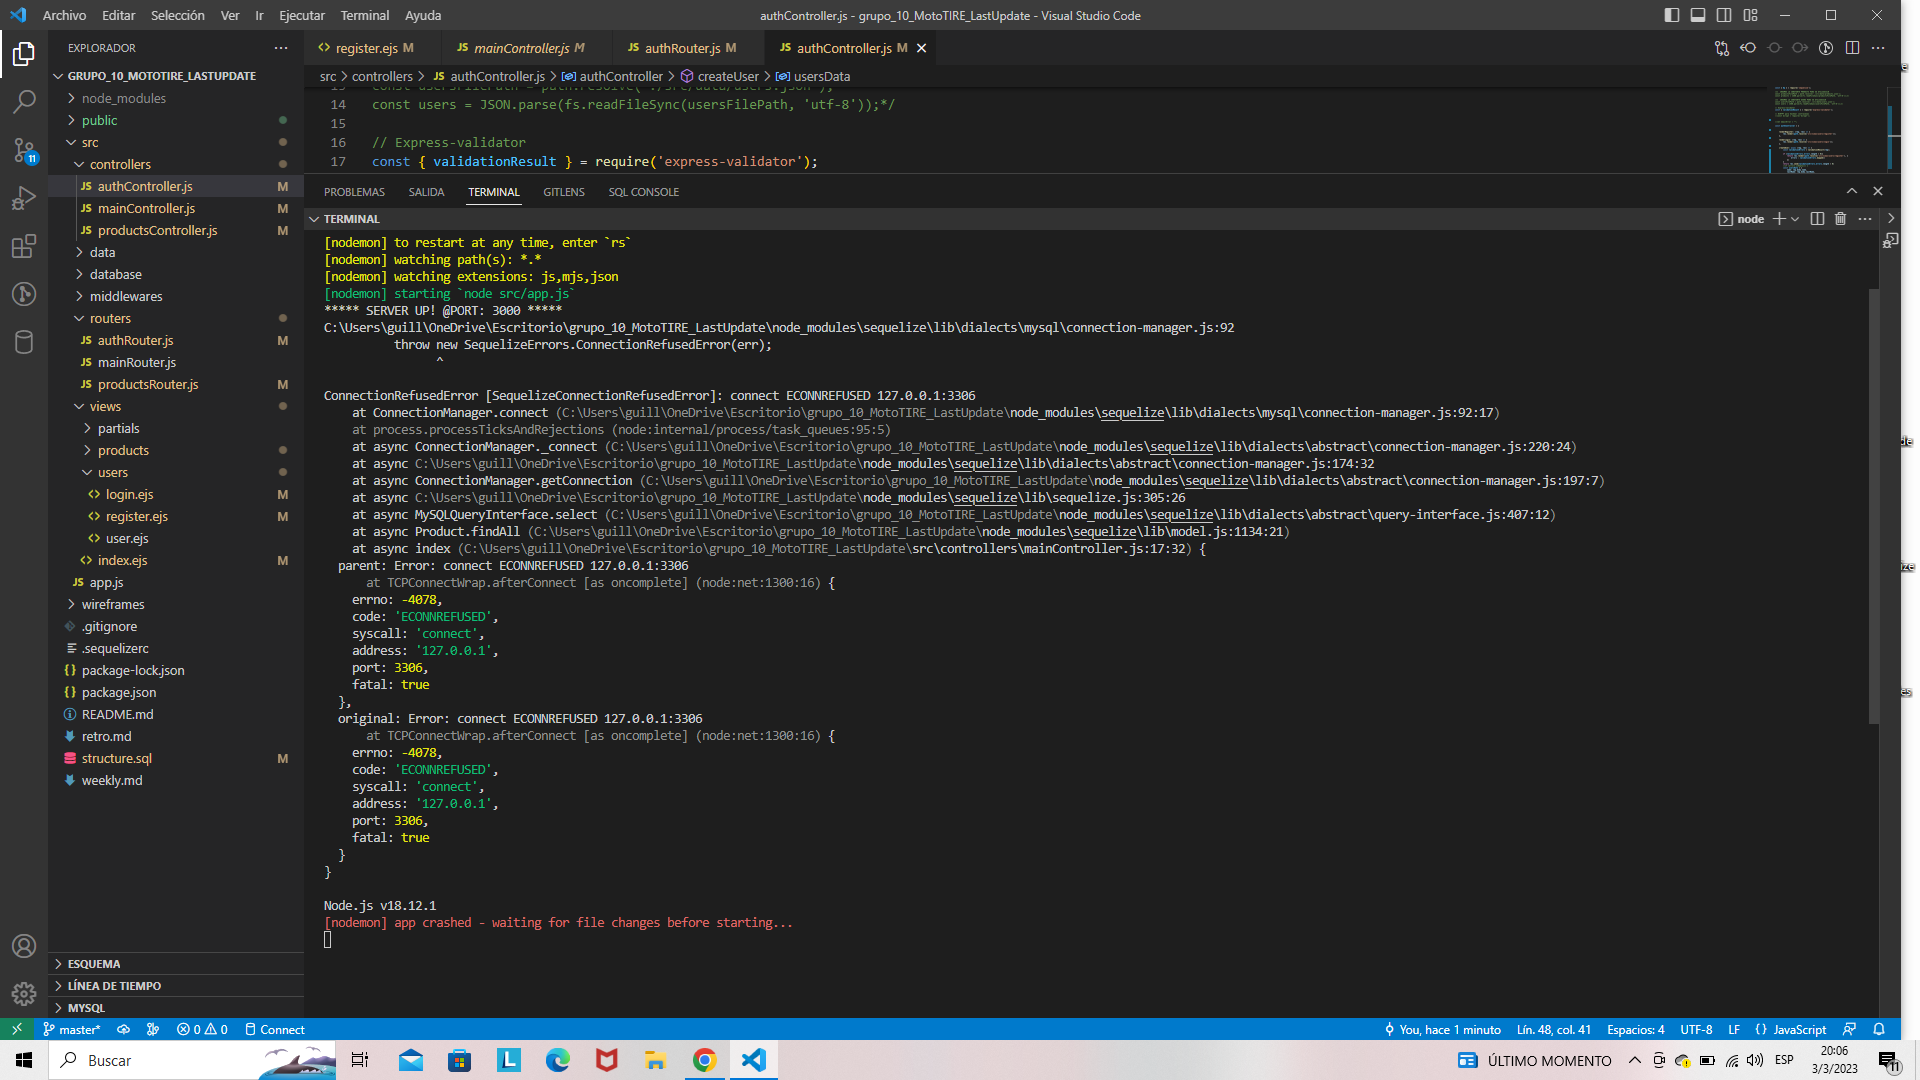 Archivo Editar Selección Ver Ir Ejecutar Terminal Ayuda
authController.js - grupo_10_MotoTIRE_LastUpdate - Visual Studio Code
EXPLORADOR
register.ejs M
mainController.js M
authRouter.js M
authController.js M
GRUPO_10_MOTOTIRE_LASTUPDATE
src > controllers > JS authController.js > authController > createUser > usersData
node_modules
public
src
controllers
JS authController.js M
JS mainController.js M
JS productsController.js M
data
database
middlewares
routers
JS authRouter.js M
JS mainRouter.js
JS productsRouter.js M
views
partials
products
users
<> login.ejs M
<> register.ejs M
<> user.ejs
<> index.ejs M
JS app.js
wireframes
.gitignore
.sequelizerc
{} package-lock.json
{} package.json
README.md
retro.md
structure.sql M
weekly.md
ESQUEMA
LÍNEA DE TIEMPO
MYSQL
14 const users = JSON.parse(fs.readFileSync(usersFilePath, 'utf-8'));*/
15
16 // Express-validator
17 const { validationResult } = require('express-validator');
PROBLEMAS SALIDA TERMINAL GITLENS SQL CONSOLE
TERMINAL
node
[nodemon] to restart at any time, enter `rs`
[nodemon] watching path(s): *.*
[nodemon] watching extensions: js,mjs,json
[nodemon] starting `node src/app.js`
***** SERVER UP! @PORT: 3000 *****
C:\Users\guill\OneDrive\Escritorio\grupo_10_MotoTIRE_LastUpdate\node_modules\sequelize\lib\dialects\mysql\connection-manager.js:92
throw new SequelizeErrors.ConnectionRefusedError(err);
^
ConnectionRefusedError [SequelizeConnectionRefusedError]: connect ECONNREFUSED 127.0.0.1:3306
at ConnectionManager.connect (C:\Users\guill\OneDrive\Escritorio\grupo_10_MotoTIRE_LastUpdate\node_modules\sequelize\lib\dialects\mysql\connection-manager.js:92:17)
at process.processTicksAndRejections (node:internal/process/task_queues:95:5)
at async ConnectionManager._connect (C:\Users\guill\OneDrive\Escritorio\grupo_10_MotoTIRE_LastUpdate\node_modules\sequelize\lib\dialects\abstract\connection-manager.js:220:24)
at async C:\Users\guill\OneDrive\Escritorio\grupo_10_MotoTIRE_LastUpdate\node_modules\sequelize\lib\dialects\abstract\connection-manager.js:174:32
at async ConnectionManager.getConnection (C:\Users\guill\OneDrive\Escritorio\grupo_10_MotoTIRE_LastUpdate\node_modules\sequelize\lib\dialects\abstract\connection-manager.js:197:7)
at async C:\Users\guill\OneDrive\Escritorio\grupo_10_MotoTIRE_LastUpdate\node_modules\sequelize\lib\sequelize.js:305:26
at async MySQLQueryInterface.select (C:\Users\guill\OneDrive\Escritorio\grupo_10_MotoTIRE_LastUpdate\node_modules\sequelize\lib\dialects\abstract\query-interface.js:407:12)
at async Product.findAll (C:\Users\guill\OneDrive\Escritorio\grupo_10_MotoTIRE_LastUpdate\node_modules\sequelize\lib\model.js:1134:21)
at async index (C:\Users\guill\OneDrive\Escritorio\grupo_10_MotoTIRE_LastUpdate\src\controllers\mainController.js:17:32) {
parent: Error: connect ECONNREFUSED 127.0.0.1:3306
at TCPConnectWrap.afterConnect [as oncomplete] (node:net:1300:16) {
errno: -4078,
code: 'ECONNREFUSED',
syscall: 'connect',
address: '127.0.0.1',
port: 3306,
fatal: true
},
original: Error: connect ECONNREFUSED 127.0.0.1:3306
at TCPConnectWrap.afterConnect [as oncomplete] (node:net:1300:16) {
errno: -4078,
code: 'ECONNREFUSED',
syscall: 'connect',
address: '127.0.0.1',
port: 3306,
fatal: true
}
}
Node.js v18.12.1
[nodemon] app crashed - waiting for file changes before starting...
master* 0 0 Connect
You, hace 1 minuto Lín. 48, col. 41 Espacios: 4 UTF-8 LF {} JavaScript
Buscar
ÚLTIMO MOMENTO
ESP
20:06
3/3/2023
11